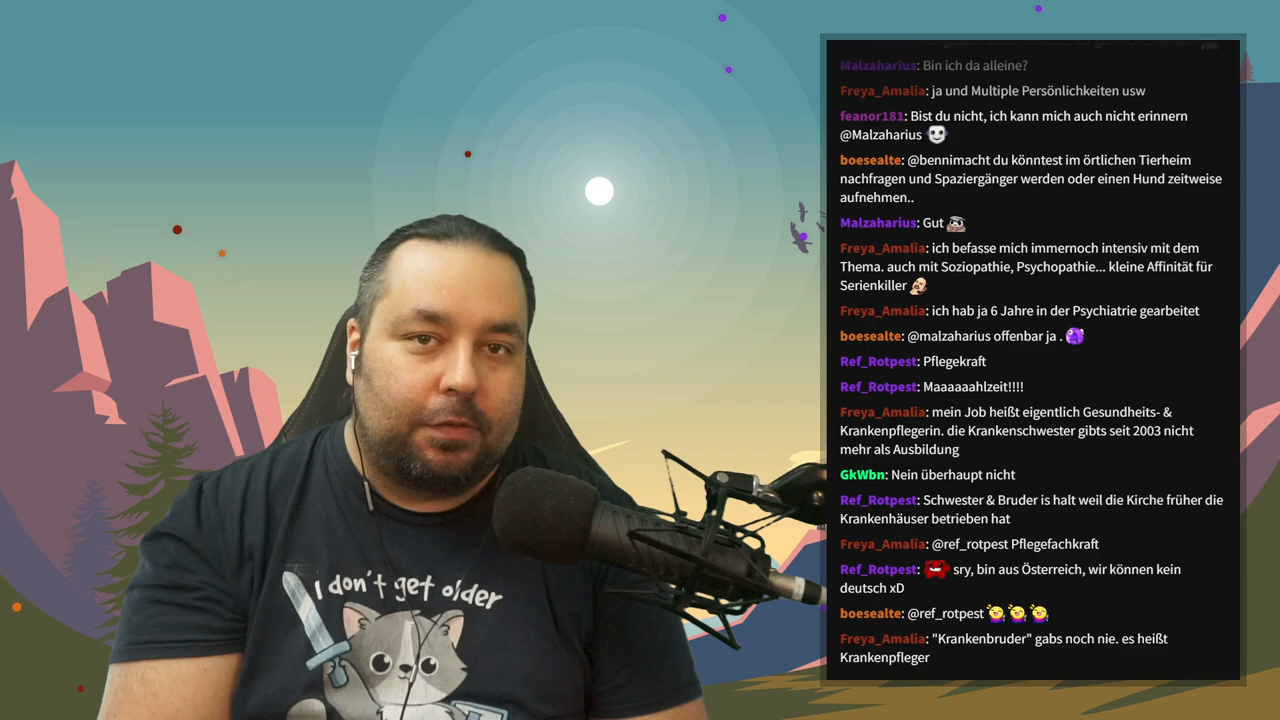 Malzaharius: Bin ich da alleine?
Freya_Amalia: ja und Multiple Persönlichkeiten usw
feanor181: Bist du nicht, ich kann mich auch nicht erinnern
@Malzaharius
boesealte: @bennimacht du könntest im örtlichen Tierheim
nachfragen und Spaziergänger werden oder einen Hund zeitweise
aufnehmen..
Malzaharius: Gut
Freya_Amalia: ich befasse mich immernoch intensiv mit dem
Thema. auch mit Soziopathie, Psychopathie... kleine Affinität für
Serienkiller
Freya_Amalia: ich hab ja 6 Jahre in der Psychiatrie gearbeitet
boesealte: @malzaharius offenbar ja .
Ref_Rotpest: Pflegekraft
Ref_Rotpest: Maaaaaahlzeit!!!!
Freya_Amalia: mein Job heißt eigentlich Gesundheits- &
Krankenpflegerin. die Krankenschwester gibts seit 2003 nicht
mehr als Ausbildung
GkWbn: Nein überhaupt nicht
Ref_Rotpest: Schwester & Bruder is halt weil die Kirche früher die
Krankenhäuser betrieben hat
Freya_Amalia: @ref_rotpest Pflegefachkraft
Ref_Rotpest: sry, bin aus Österreich, wir können kein
deutsch xD
boesealte: @ref_rotpest
Freya_Amalia: "Krankenbruder" gabs noch nie. es heißt
Krankenpfleger
I don't get older